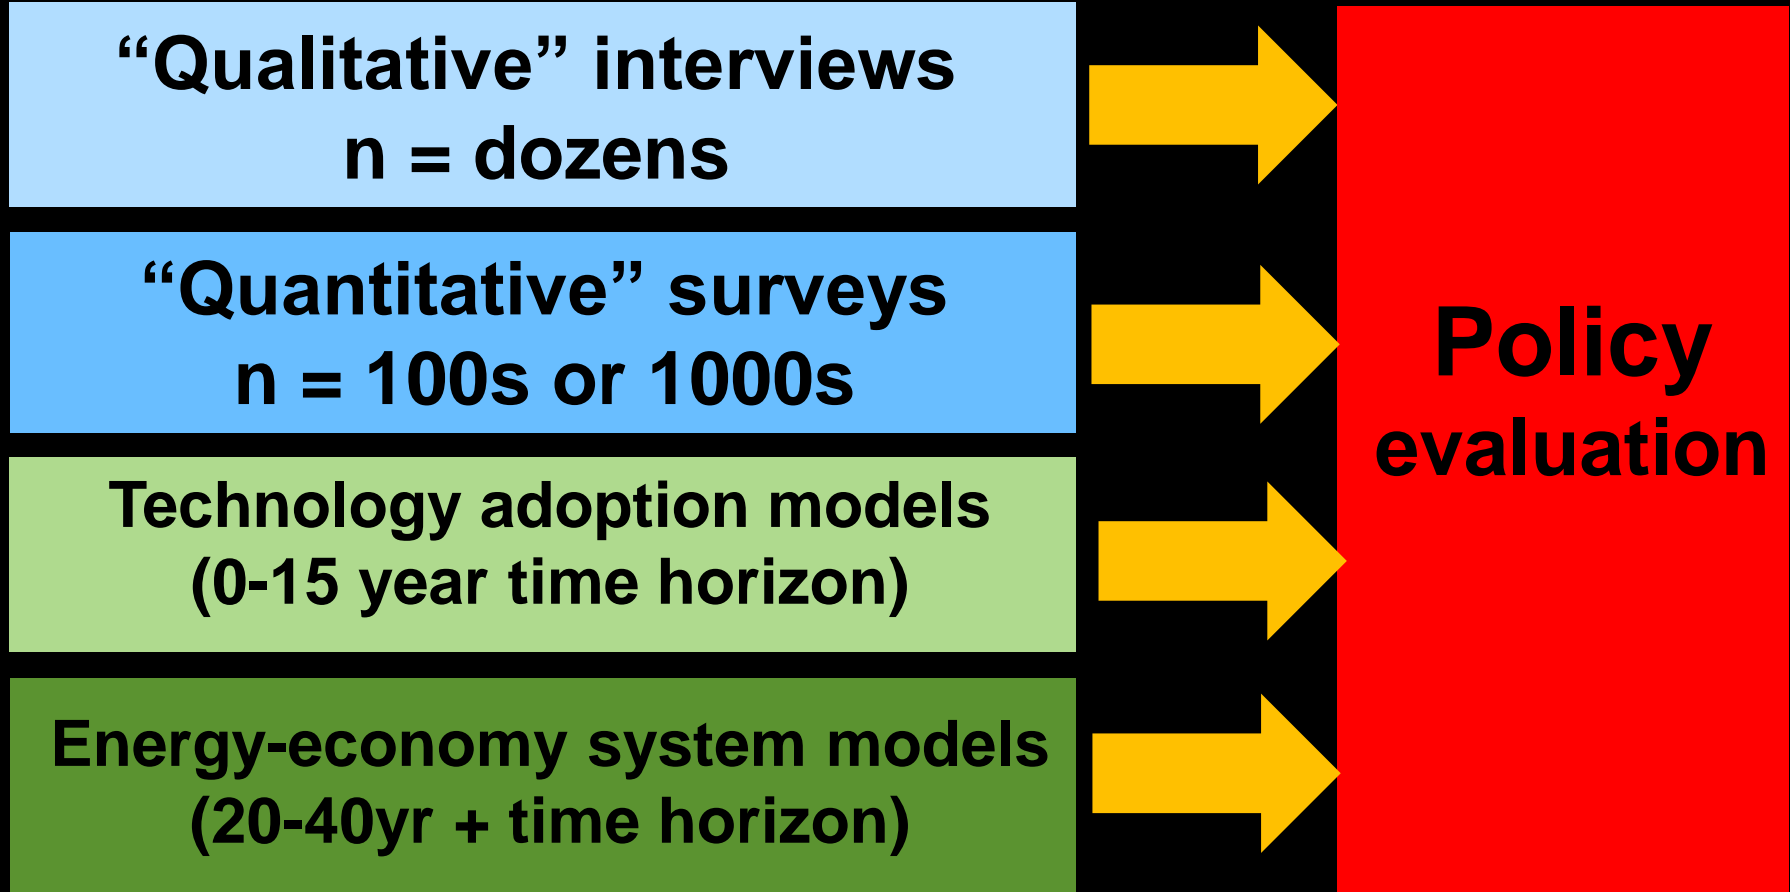 “Qualitative” interviews
n = dozens
“Quantitative” surveys
n = 100s or 1000s
Technology adoption models
(0-15 year time horizon)
Energy-economy system models
(20-40yr + time horizon)
Policy
evaluation